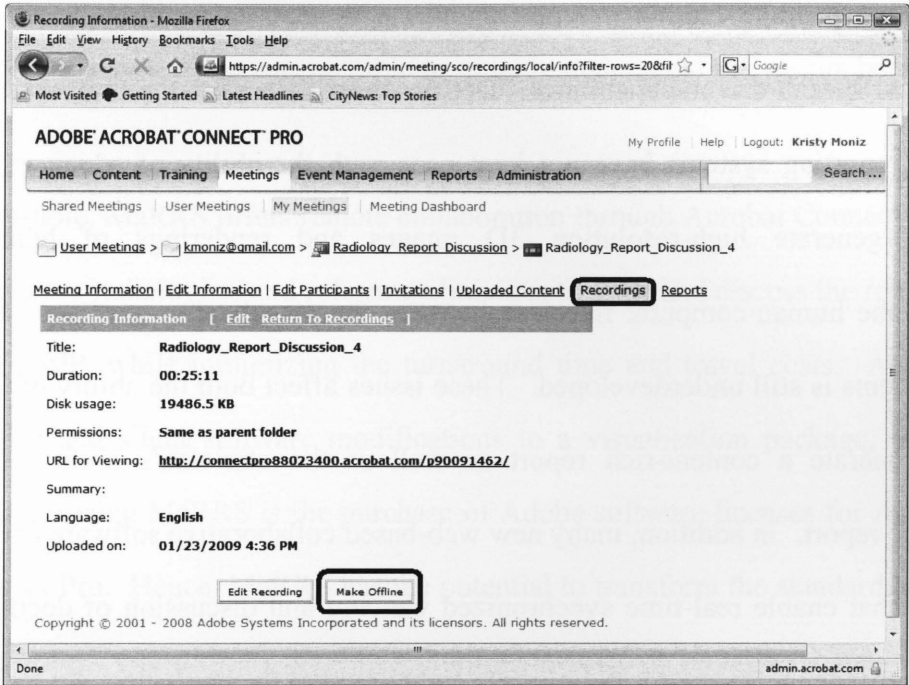 Recording Information - Mozilla Firefox
File Edit View History Bookmarks Tools Help
https://admin.acrobat.com/admin/meeting/sco/recordings/local/info?filter-rows=20&fil
G Google
Most Visited Getting Started Latest Headlines CityNews: Top Stories
ADOBE® ACROBAT® CONNECT™ PRO
My Profile | Help | Logout: Kristy Moniz
Home Content Training Meetings Event Management Reports Administration Search ...
Shared Meetings | User Meetings | My Meetings | Meeting Dashboard
User Meetings > kmoniz@gmail.com > Radiology_Report_Discussion > Radiology_Report_Discussion_4
Meeting Information | Edit Information | Edit Participants | Invitations | Uploaded Content | Recordings | Reports
Recording Information [ Edit Return To Recordings ]
Title: Radiology_Report_Discussion_4
Duration: 00:25:11
Disk usage: 19486.5 KB
Permissions: Same as parent folder
URL for Viewing: http://connectpro88023400.acrobat.com/p90091462/
Summary:
Language: English
Uploaded on: 01/23/2009 4:36 PM
Edit Recording Make Offline
Copyright © 2001 - 2008 Adobe Systems Incorporated and its licensors. All rights reserved.
Done admin.acrobat.com